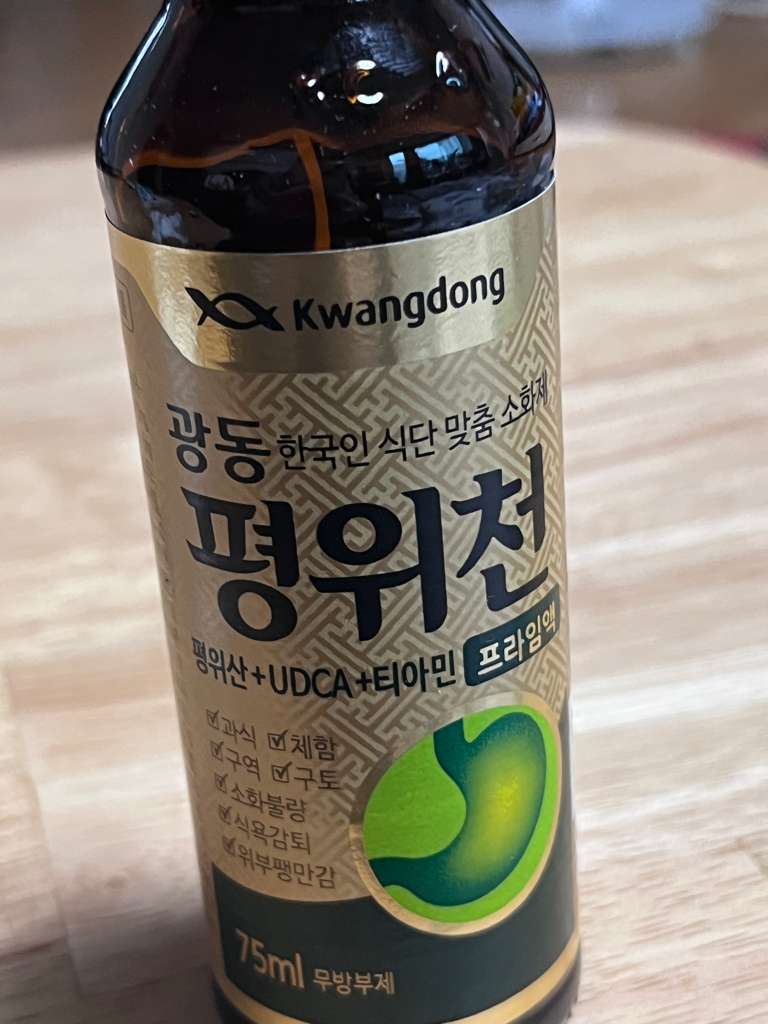 Kwangdong
광동 한국인 식단 맞춤 소화제
평위천
평위산+UDCA+티아민 프라임액
과식 체함
구역 구토
소화불량
식욕감퇴
위부팽만감
75ml 무방부제